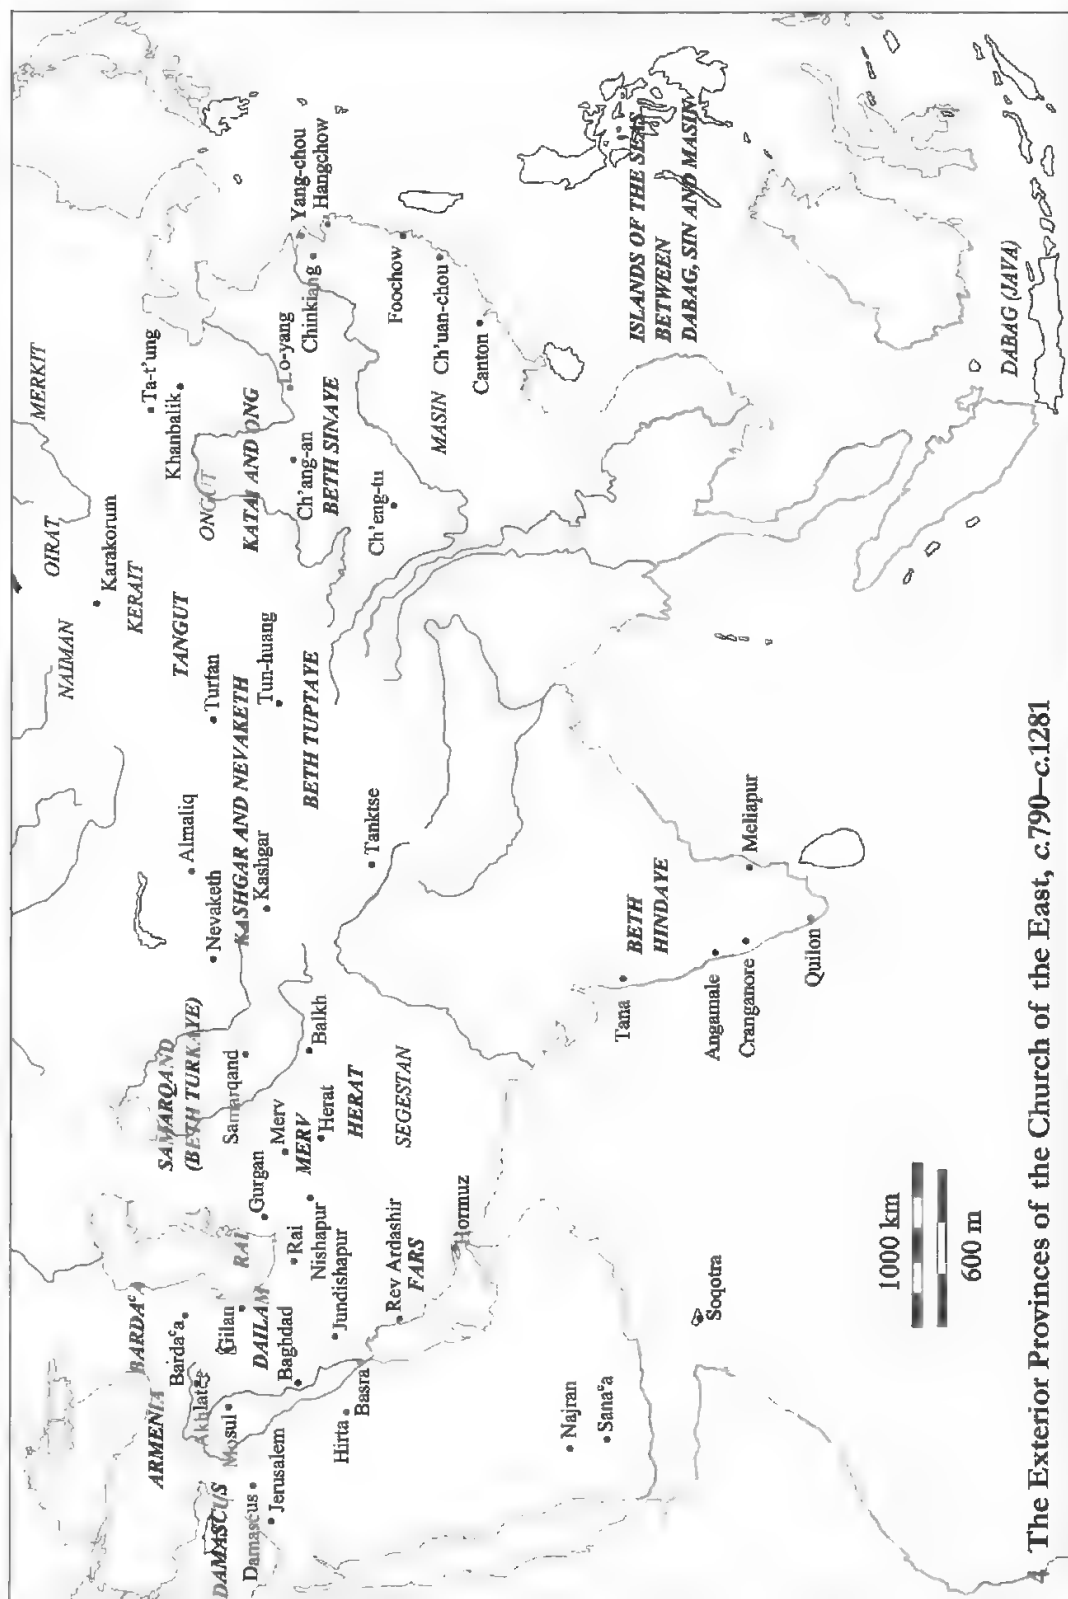 MERKIT
OIRAT
NAIMAN
Karakorum
KERAIT
Ta-t'ung
Khanbalik
ONGUT
KATAI AND ONG
TANGUT
Turfan
Tun-huang
Almaliq
Nevaketh
KASHGAR AND NEVAKETH
Kashgar
SAMARQAND
(BETH TURKAYE)
Samarqand
BARDAᶜA
Bardaᶜa
ARMENIA
Akhlat
Mosul
Gilan
DAILAM
RAI
Rai
Gurgan
Merv
MERV
Nishapur
Herat
HERAT
Balkh
SEGESTAN
DAMASCUS
Damascus
Jerusalem
Baghdad
Jundishapur
Hirta
Basra
Rev Ardashir
FARS
Hormuz
BETH TUPTAYE
Tanktse
Lo-yang
Ch'ang-an
BETH SINAYE
Ch'eng-tu
Yang-chou
Hangchow
Chinkiang
Foochow
Ch'uan-chou
MASIN
Canton
ISLANDS OF THE SEAS
BETWEEN
DABAG, SIN AND MASIN
DABAG (JAVA)
BETH
HINDAYE
Tana
Angamale
Cranganore
Meliapur
Quilon
Najran
Sanaᶜa
Soqotra
1000 km
600 m
4 The Exterior Provinces of the Church of the East, c.790–c.1281